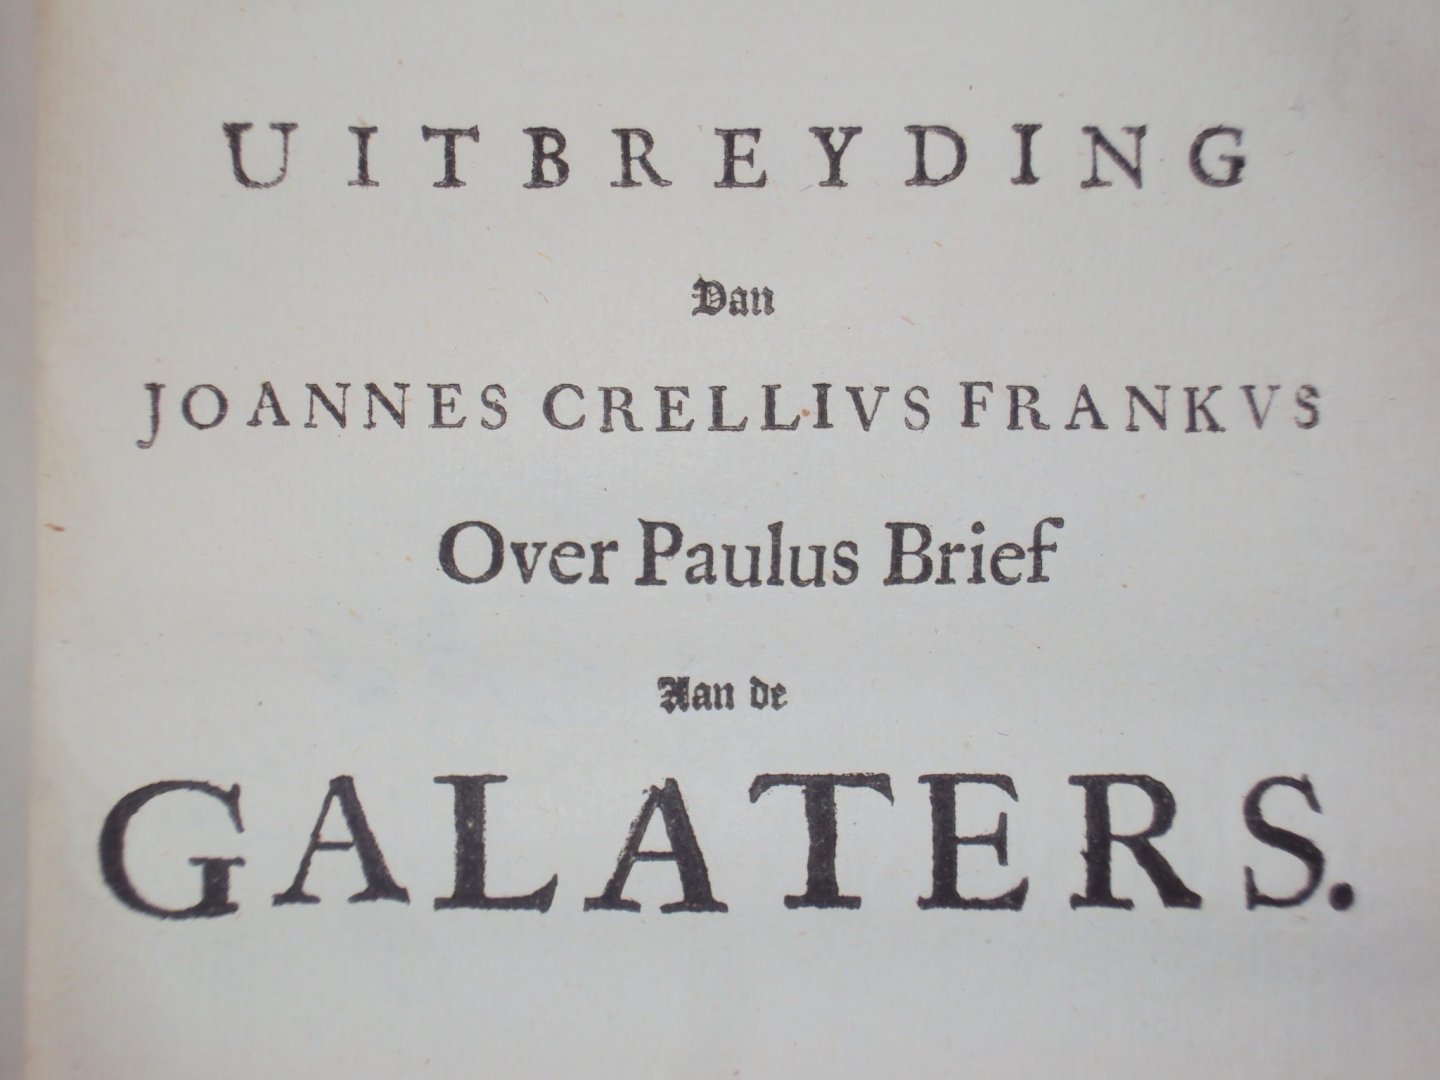 UITBREYDING
Van
JOANNES CRELLIVS FRANKVS
Over Paulus Brief
Aan de
GALATERS.